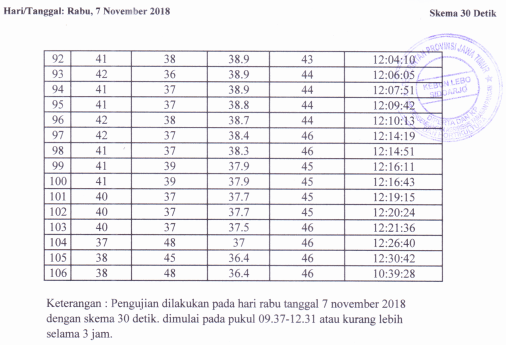 Hari/Tanggal: Rabu, 7 November 2018
Skema 30 Detik
92 41 38 38.9 43 12:04:10
93 42 36 38.9 44 12:06:05
94 41 37 38.9 44 12:07:51
95 41 37 38.8 44 12:09:42
96 42 38 38.7 44 12:10:13
97 42 37 38.4 46 12:14:19
98 41 37 38.3 46 12:14:51
99 41 39 37.9 45 12:16:11
100 41 39 37.9 45 12:16:43
101 40 37 37.7 45 12:19:15
102 40 37 37.7 45 12:20:24
103 40 37 37.5 46 12:21:36
104 37 48 37 46 12:26:40
105 38 45 36.4 46 12:30:42
106 38 48 36.4 46 10:39:28
PROVINSI JAWA TIMUR
KEBUN LEBO
SIDOARJO
Keterangan : Pengujian dilakukan pada hari rabu tanggal 7 november 2018
dengan skema 30 detik. dimulai pada pukul 09.37-12.31 atau kurang lebih
selama 3 jam.